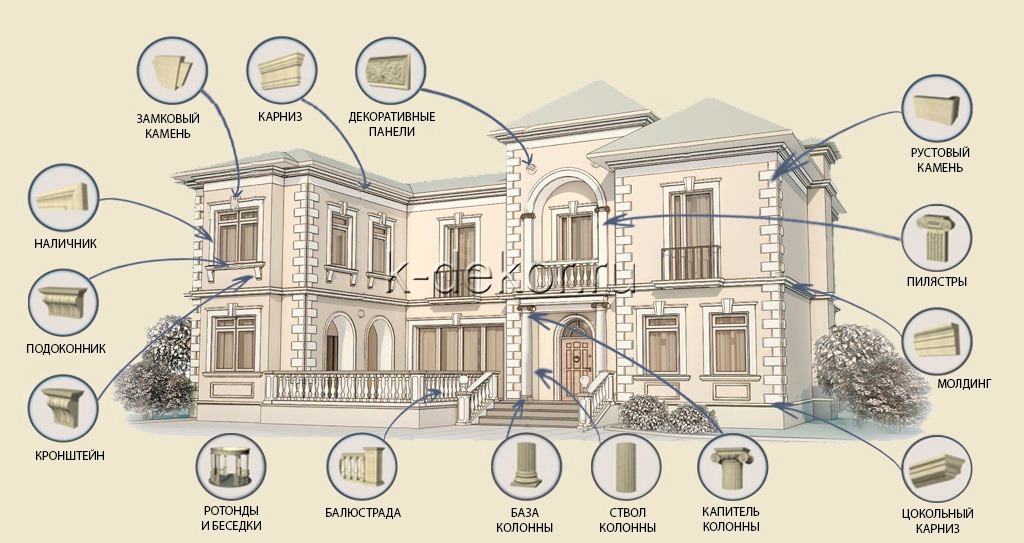 ЗАМКОВЫЙ
КАМЕНЬ
КАРНИЗ
ДЕКОРАТИВНЫЕ
ПАНЕЛИ
РУСТОВЫЙ
КАМЕНЬ
НАЛИЧНИК
ПИЛЯСТРЫ
k-dekor.ru
ПОДОКОННИК
МОЛДИНГ
КРОНШТЕЙН
РОТОНДЫ
И БЕСЕДКИ
БАЛЮСТРАДА
БАЗА
КОЛОННЫ
СТВОЛ
КОЛОННЫ
КАПИТЕЛЬ
КОЛОННЫ
ЦОКОЛЬНЫЙ
КАРНИЗ